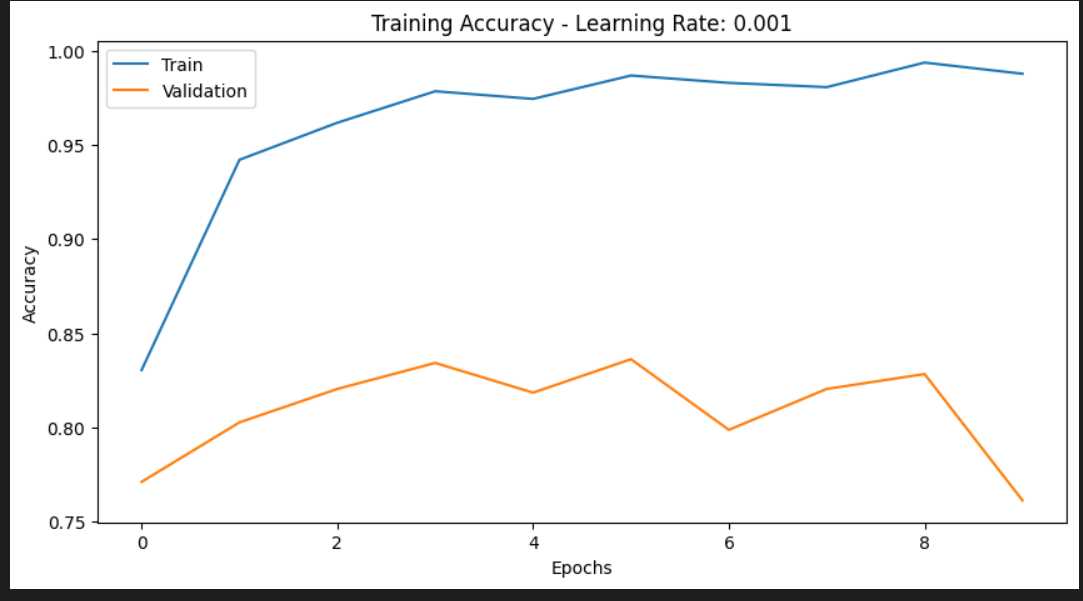 Training Accuracy - Learning Rate: 0.001
1.00
Train
Validation
0.95
0.90
Accuracy
0.85
0.80
0.75
0 2 4 6 8
Epochs